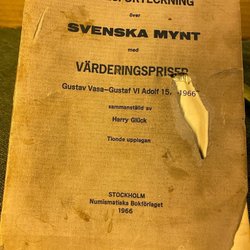 över
SVENSKA MYNT
med
VÄRDERINGSPRISER
Gustav Vasa—Gustaf VI Adolf 15, 1966
sammanställd av
Harry Glück
Tionde upplagan
STOCKHOLM
Numismatiska Bokförlaget
1966